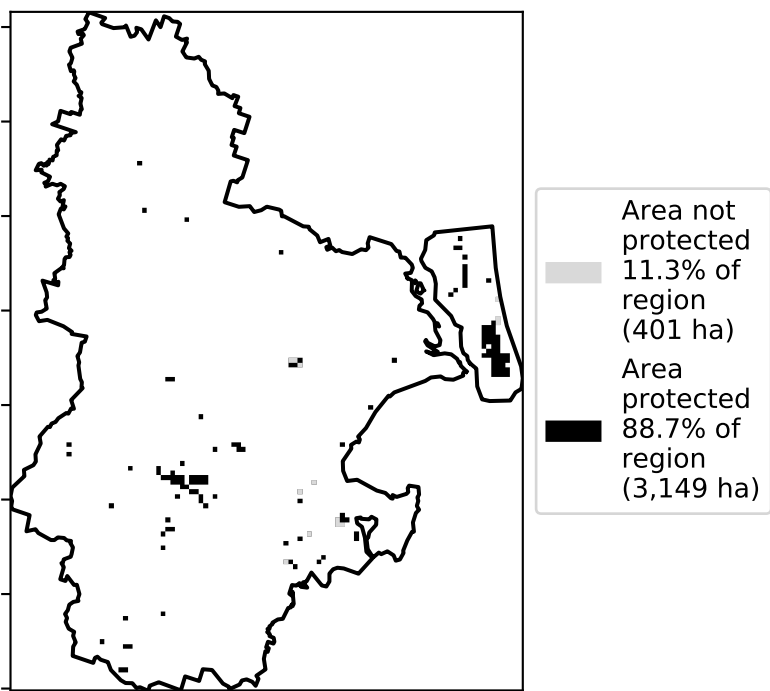 Area not
protected
11.3% of
region
(401 ha)
Area
protected
88.7% of
region
(3,149 ha)